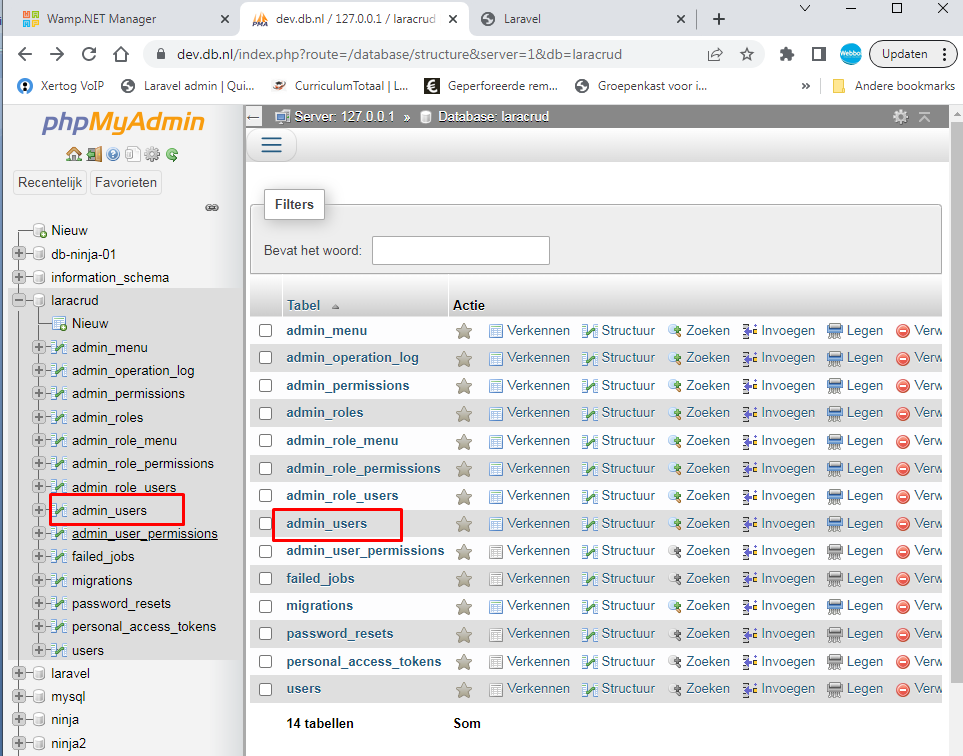 Wamp.NET Manager
dev.db.nl / 127.0.0.1 / laracrud
Laravel
dev.db.nl/index.php?route=/database/structure&server=1&db=laracrud
Webbo
Updaten
Xertog VoIP
Laravel admin | Qui...
CurriculumTotaal | L...
Geperforeerde rem...
Groepenkast voor i...
»
Andere bookmarks
phpMyAdmin
Recentelijk
Favorieten
Nieuw
db-ninja-01
information_schema
laracrud
Nieuw
admin_menu
admin_operation_log
admin_permissions
admin_roles
admin_role_menu
admin_role_permissions
admin_role_users
admin_users
admin_user_permissions
failed_jobs
migrations
password_resets
personal_access_tokens
users
laravel
mysql
ninja
ninja2
Server: 127.0.0.1 » Database: laracrud
Filters
Bevat het woord:
Tabel Actie
admin_menu Verkennen Structuur Zoeken Invoegen Legen Verw
admin_operation_log Verkennen Structuur Zoeken Invoegen Legen Verw
admin_permissions Verkennen Structuur Zoeken Invoegen Legen Verw
admin_roles Verkennen Structuur Zoeken Invoegen Legen Verw
admin_role_menu Verkennen Structuur Zoeken Invoegen Legen Verw
admin_role_permissions Verkennen Structuur Zoeken Invoegen Legen Verw
admin_role_users Verkennen Structuur Zoeken Invoegen Legen Verw
admin_users Verkennen Structuur Zoeken Invoegen Legen Verw
admin_user_permissions Verkennen Structuur Zoeken Invoegen Legen Verw
failed_jobs Verkennen Structuur Zoeken Invoegen Legen Verw
migrations Verkennen Structuur Zoeken Invoegen Legen Verw
password_resets Verkennen Structuur Zoeken Invoegen Legen Verw
personal_access_tokens Verkennen Structuur Zoeken Invoegen Legen Verw
users Verkennen Structuur Zoeken Invoegen Legen Verw
14 tabellen Som